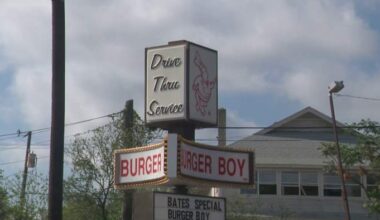 Drive
Thru
Service
BURGER
BURGER BOY
BATES SPECIAL
BURGER BOY